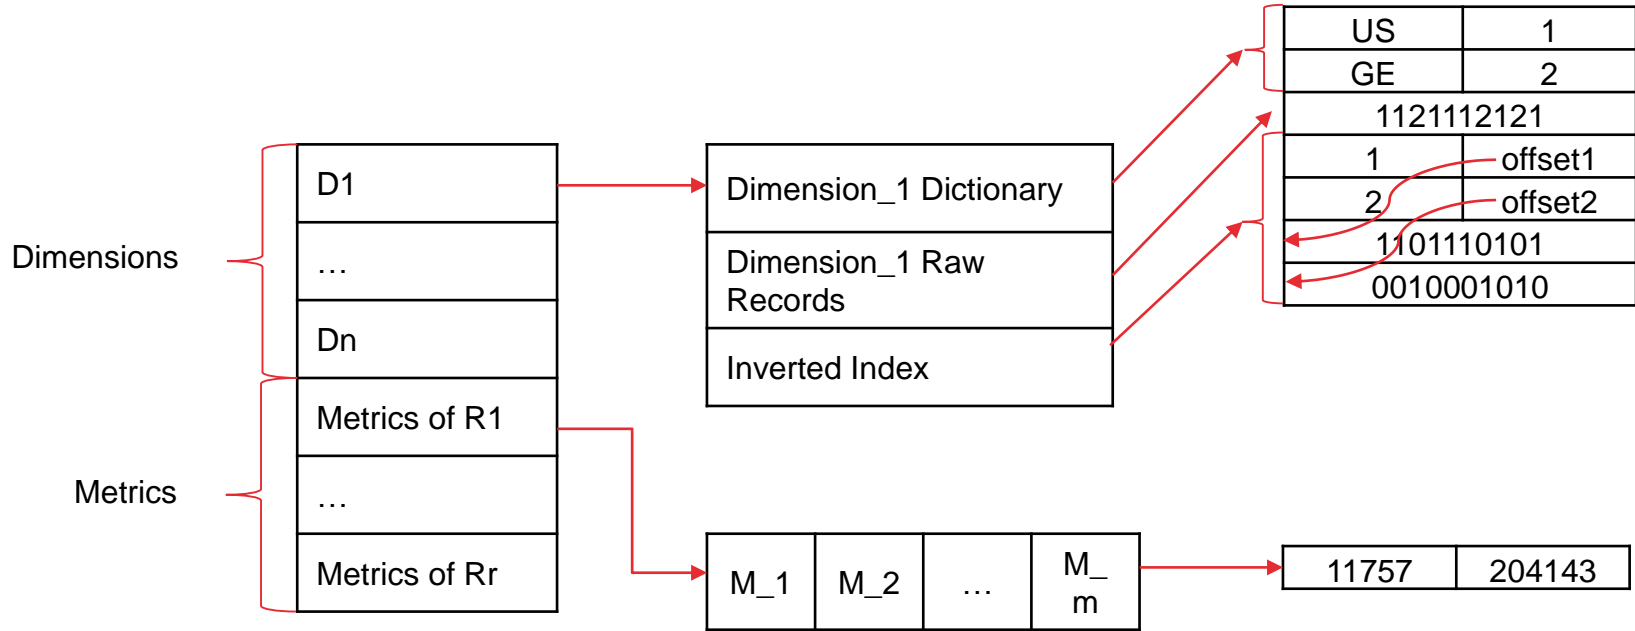 Dimensions
Metrics
D1
…
Dn
Metrics of R1
…
Metrics of Rr
Dimension_1 Dictionary
Dimension_1 Raw
Records
Inverted Index
M_1
M_2
…
M_
m
US 1
GE 2
1121112121
1 offset1
2 offset2
1101110101
0010001010
11757 204143